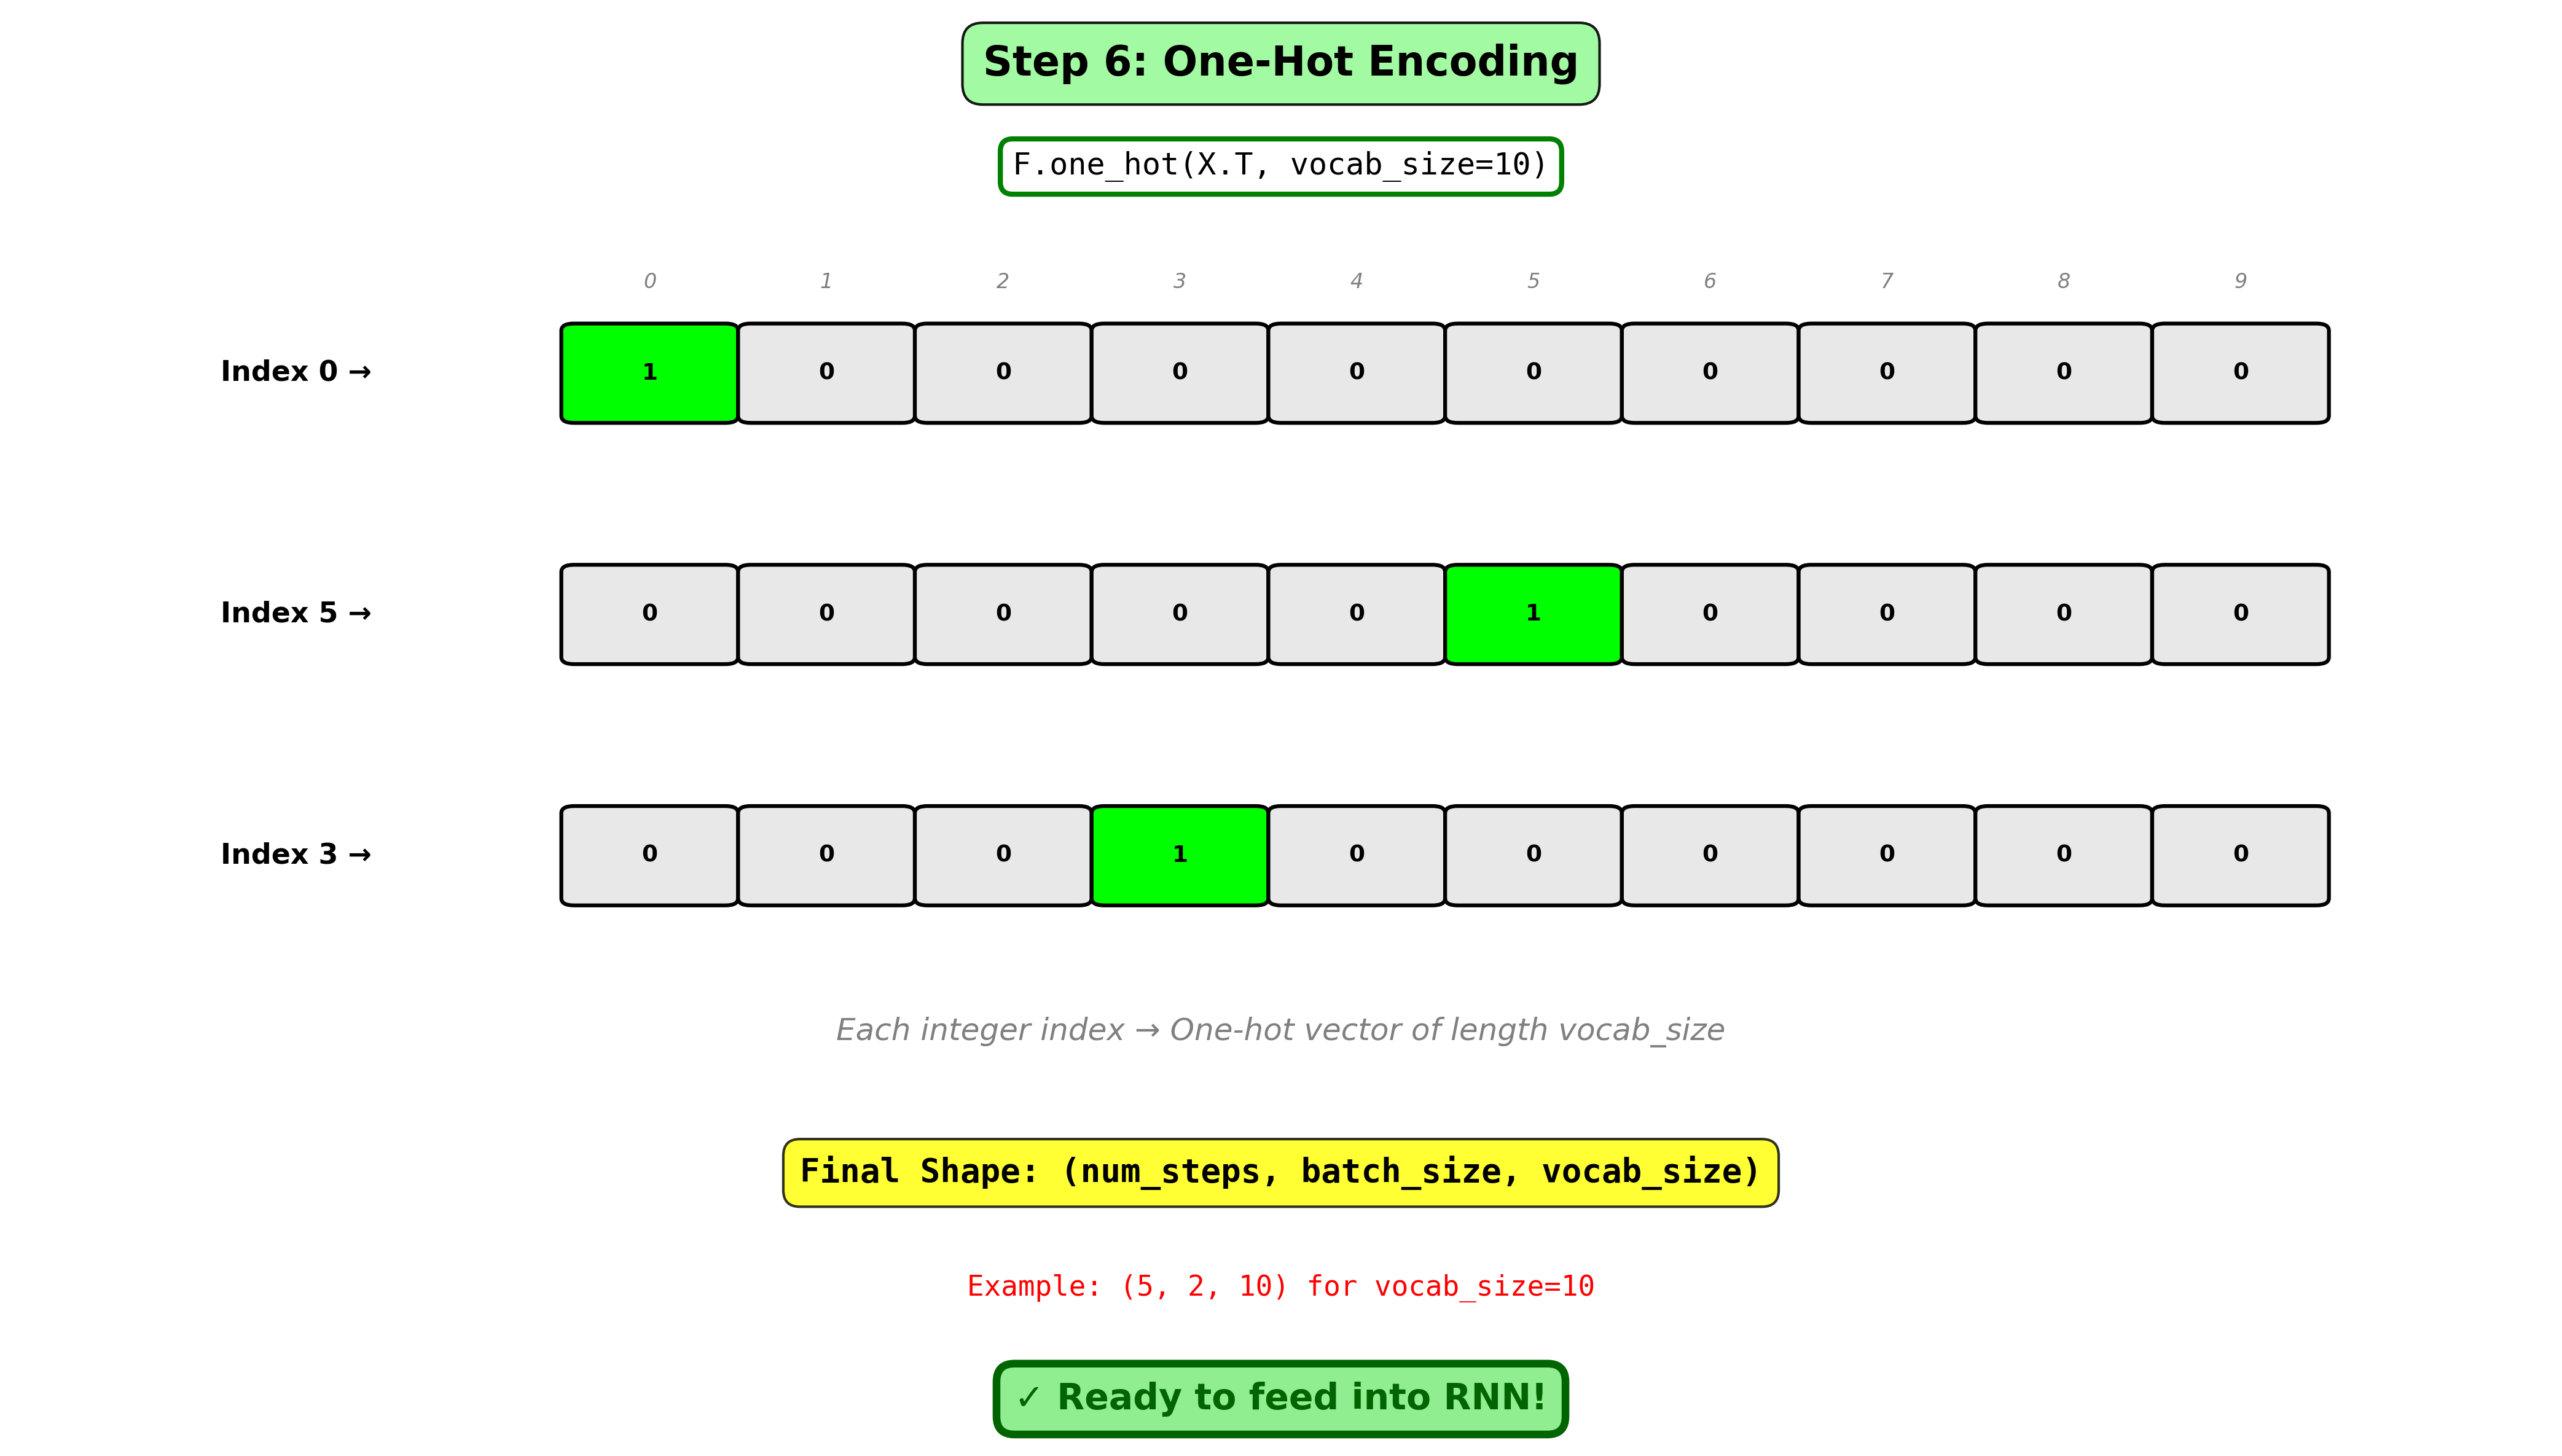 Step 6: One-Hot Encoding
F.one_hot(X.T, vocab_size=10)
0 1 2 3 4 5 6 7 8 9
Index 0 → 1 0 0 0 0 0 0 0 0 0
Index 5 → 0 0 0 0 0 1 0 0 0 0
Index 3 → 0 0 0 1 0 0 0 0 0 0
Each integer index → One-hot vector of length vocab_size
Final Shape: (num_steps, batch_size, vocab_size)
Example: (5, 2, 10) for vocab_size=10
✓ Ready to feed into RNN!